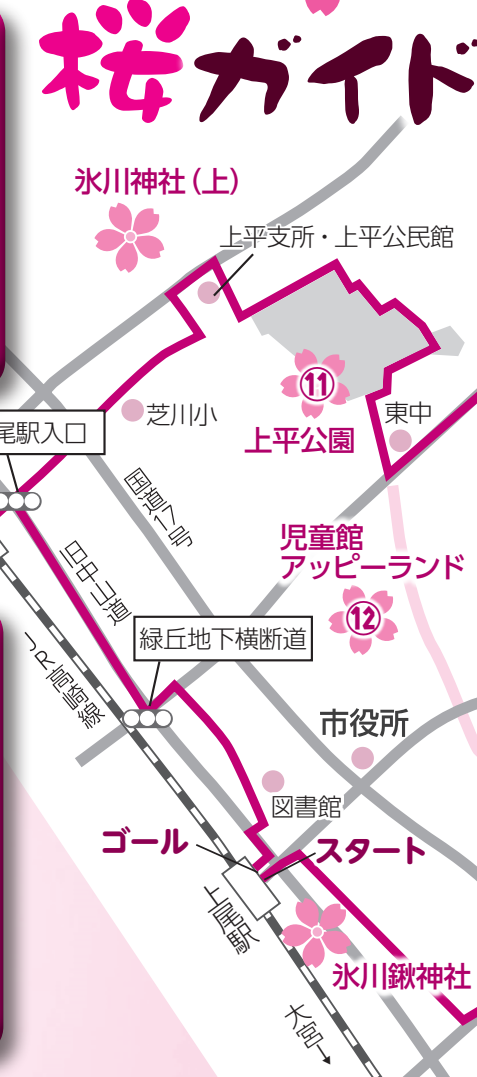 桜ガイド
氷川神社(上)
上平支所・上平公民館
⑪
上平公園
芝川小
東中
尾駅入口
国道17号
児童館
アッピーランド
⑫
旧中山道
緑丘地下横断道
JR高崎線
市役所
図書館
ゴール
スタート
上尾駅
氷川鍬神社
大宮→